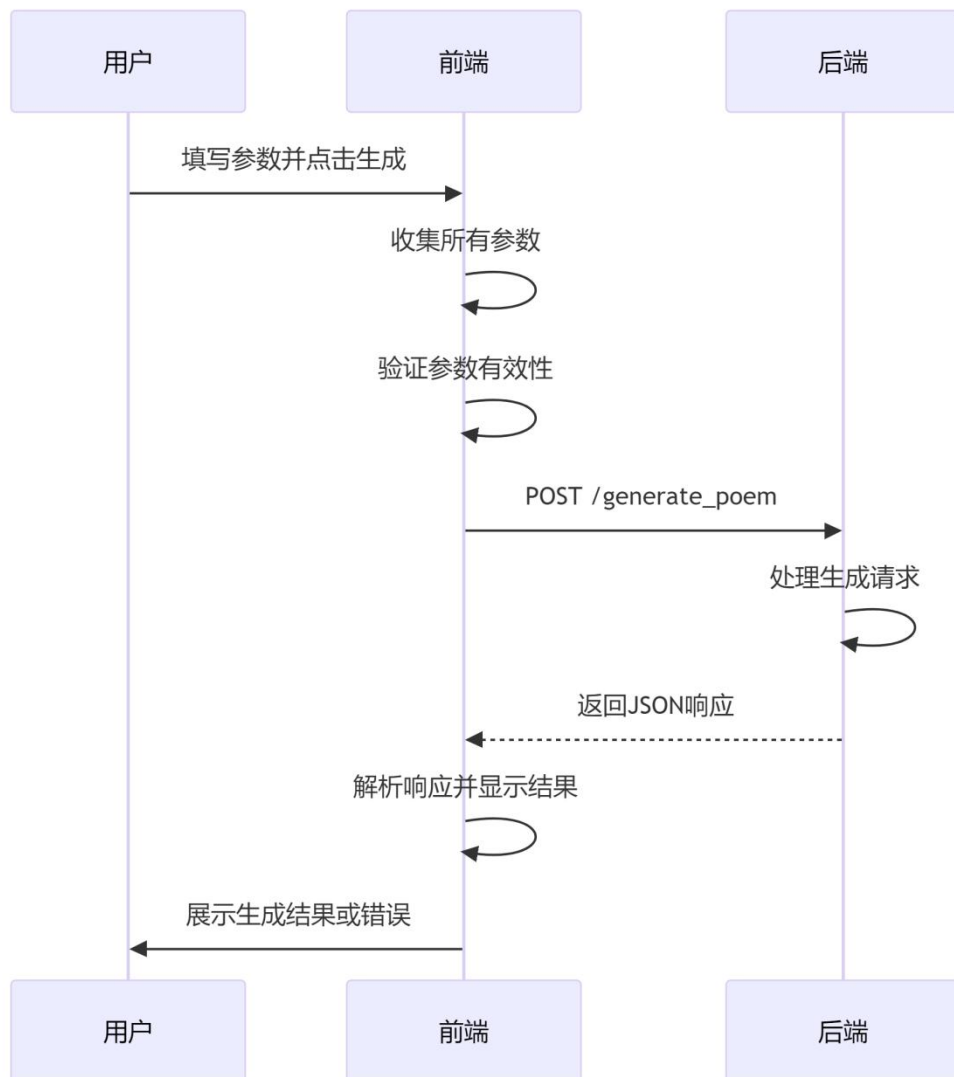 用户
前端
后端
填写参数并点击生成
收集所有参数
验证参数有效性
POST /generate_poem
处理生成请求
返回JSON响应
解析响应并显示结果
展示生成结果或错误
用户
前端
后端